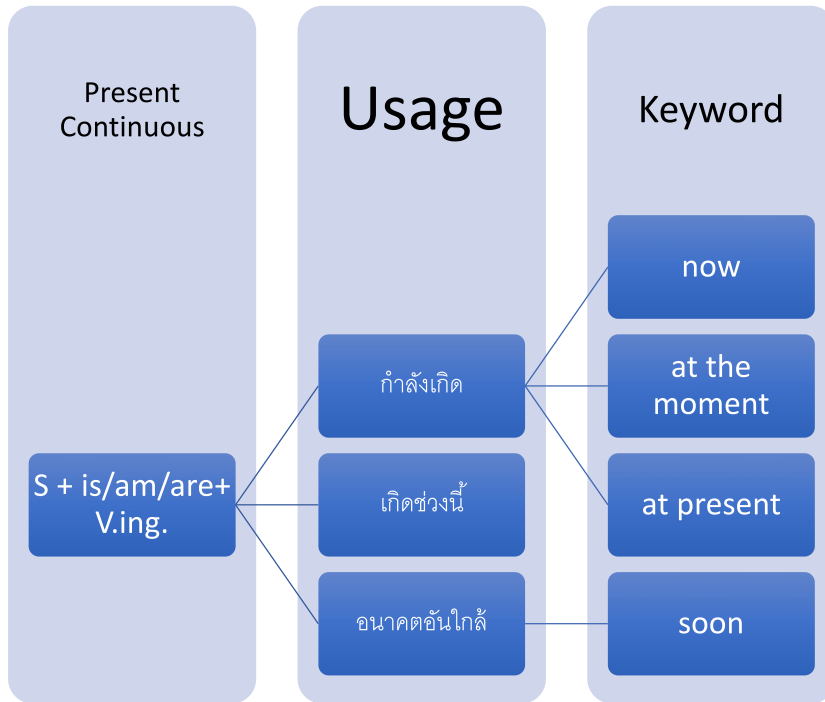 Present
Continuous
Usage
Keyword
S + is/am/are+
V.ing.
กำลังเกิด
เกิดช่วงนี้
อนาคตอันใกล้
now
at the
moment
at present
soon